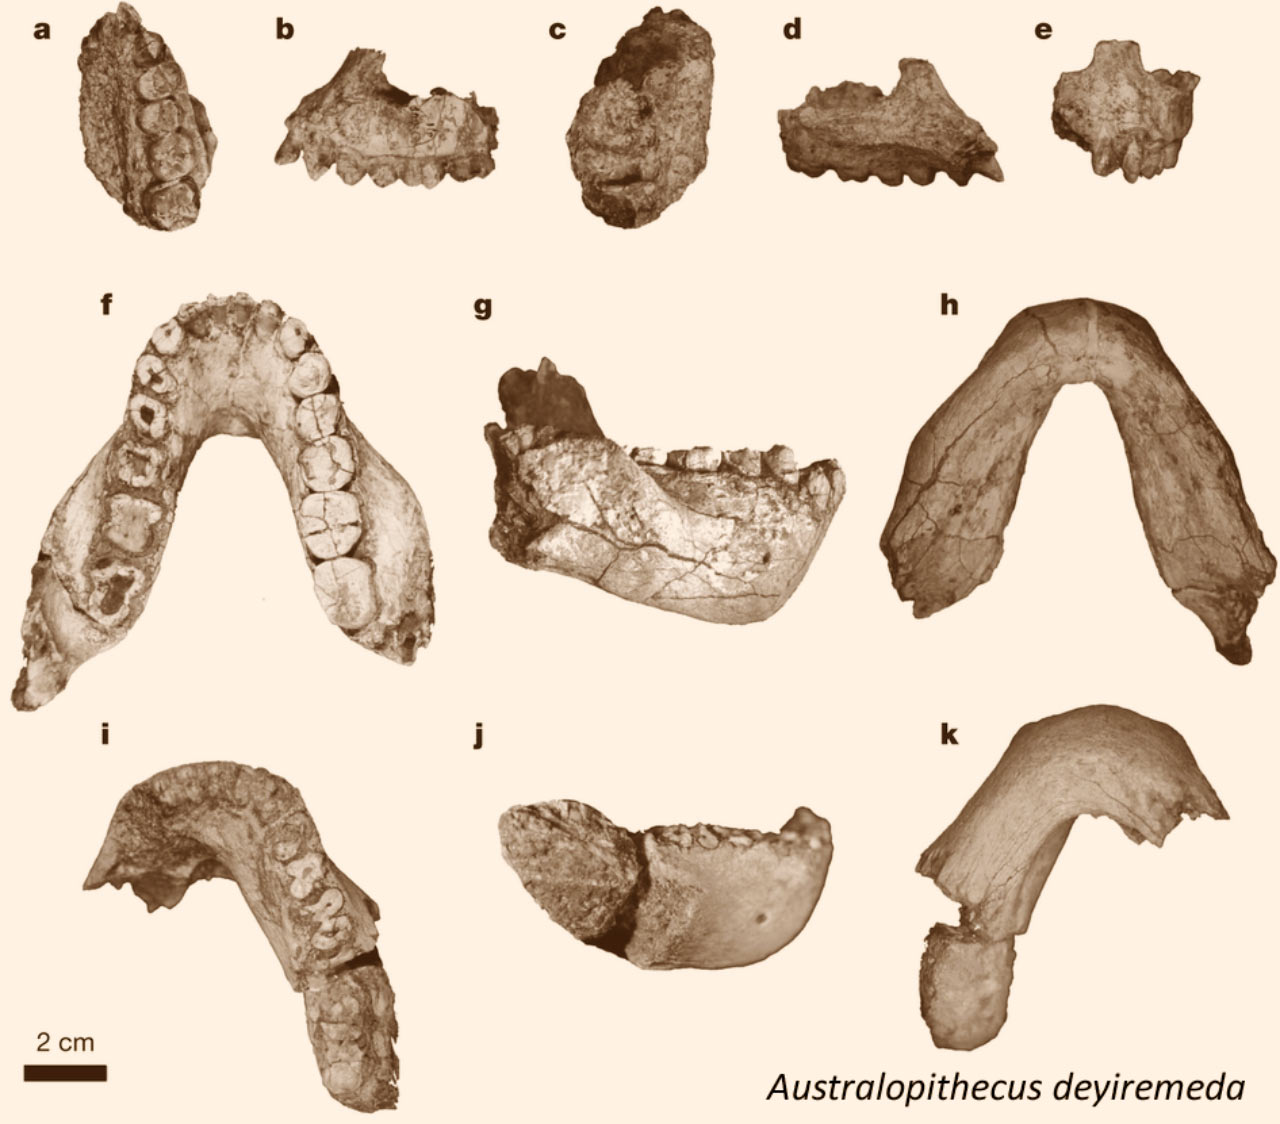 a b c d e
f g h
i j k
2 cm
Australopithecus deyiremeda